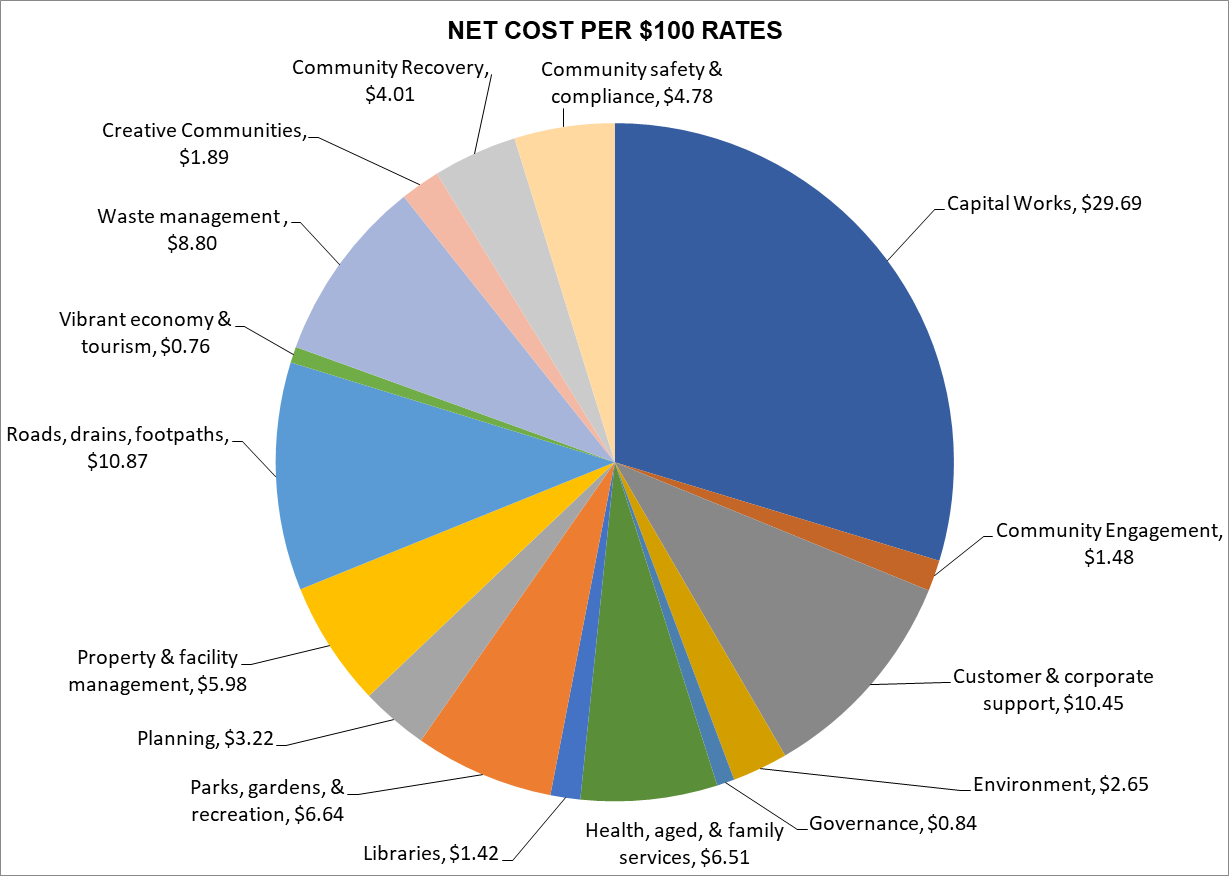 NET COST PER $100 RATES
Community Recovery,
$4.01
Community safety &
compliance, $4.78
Creative Communities,
$1.89
Capital Works, $29.69
Waste management ,
$8.80
Vibrant economy &
tourism, $0.76
Roads, drains, footpaths,
$10.87
Community Engagement,
$1.48
Property & facility
management, $5.98
Customer & corporate
support, $10.45
Planning, $3.22
Parks, gardens, &
recreation, $6.64
Environment, $2.65
Libraries, $1.42
Health, aged, & family
services, $6.51
Governance, $0.84